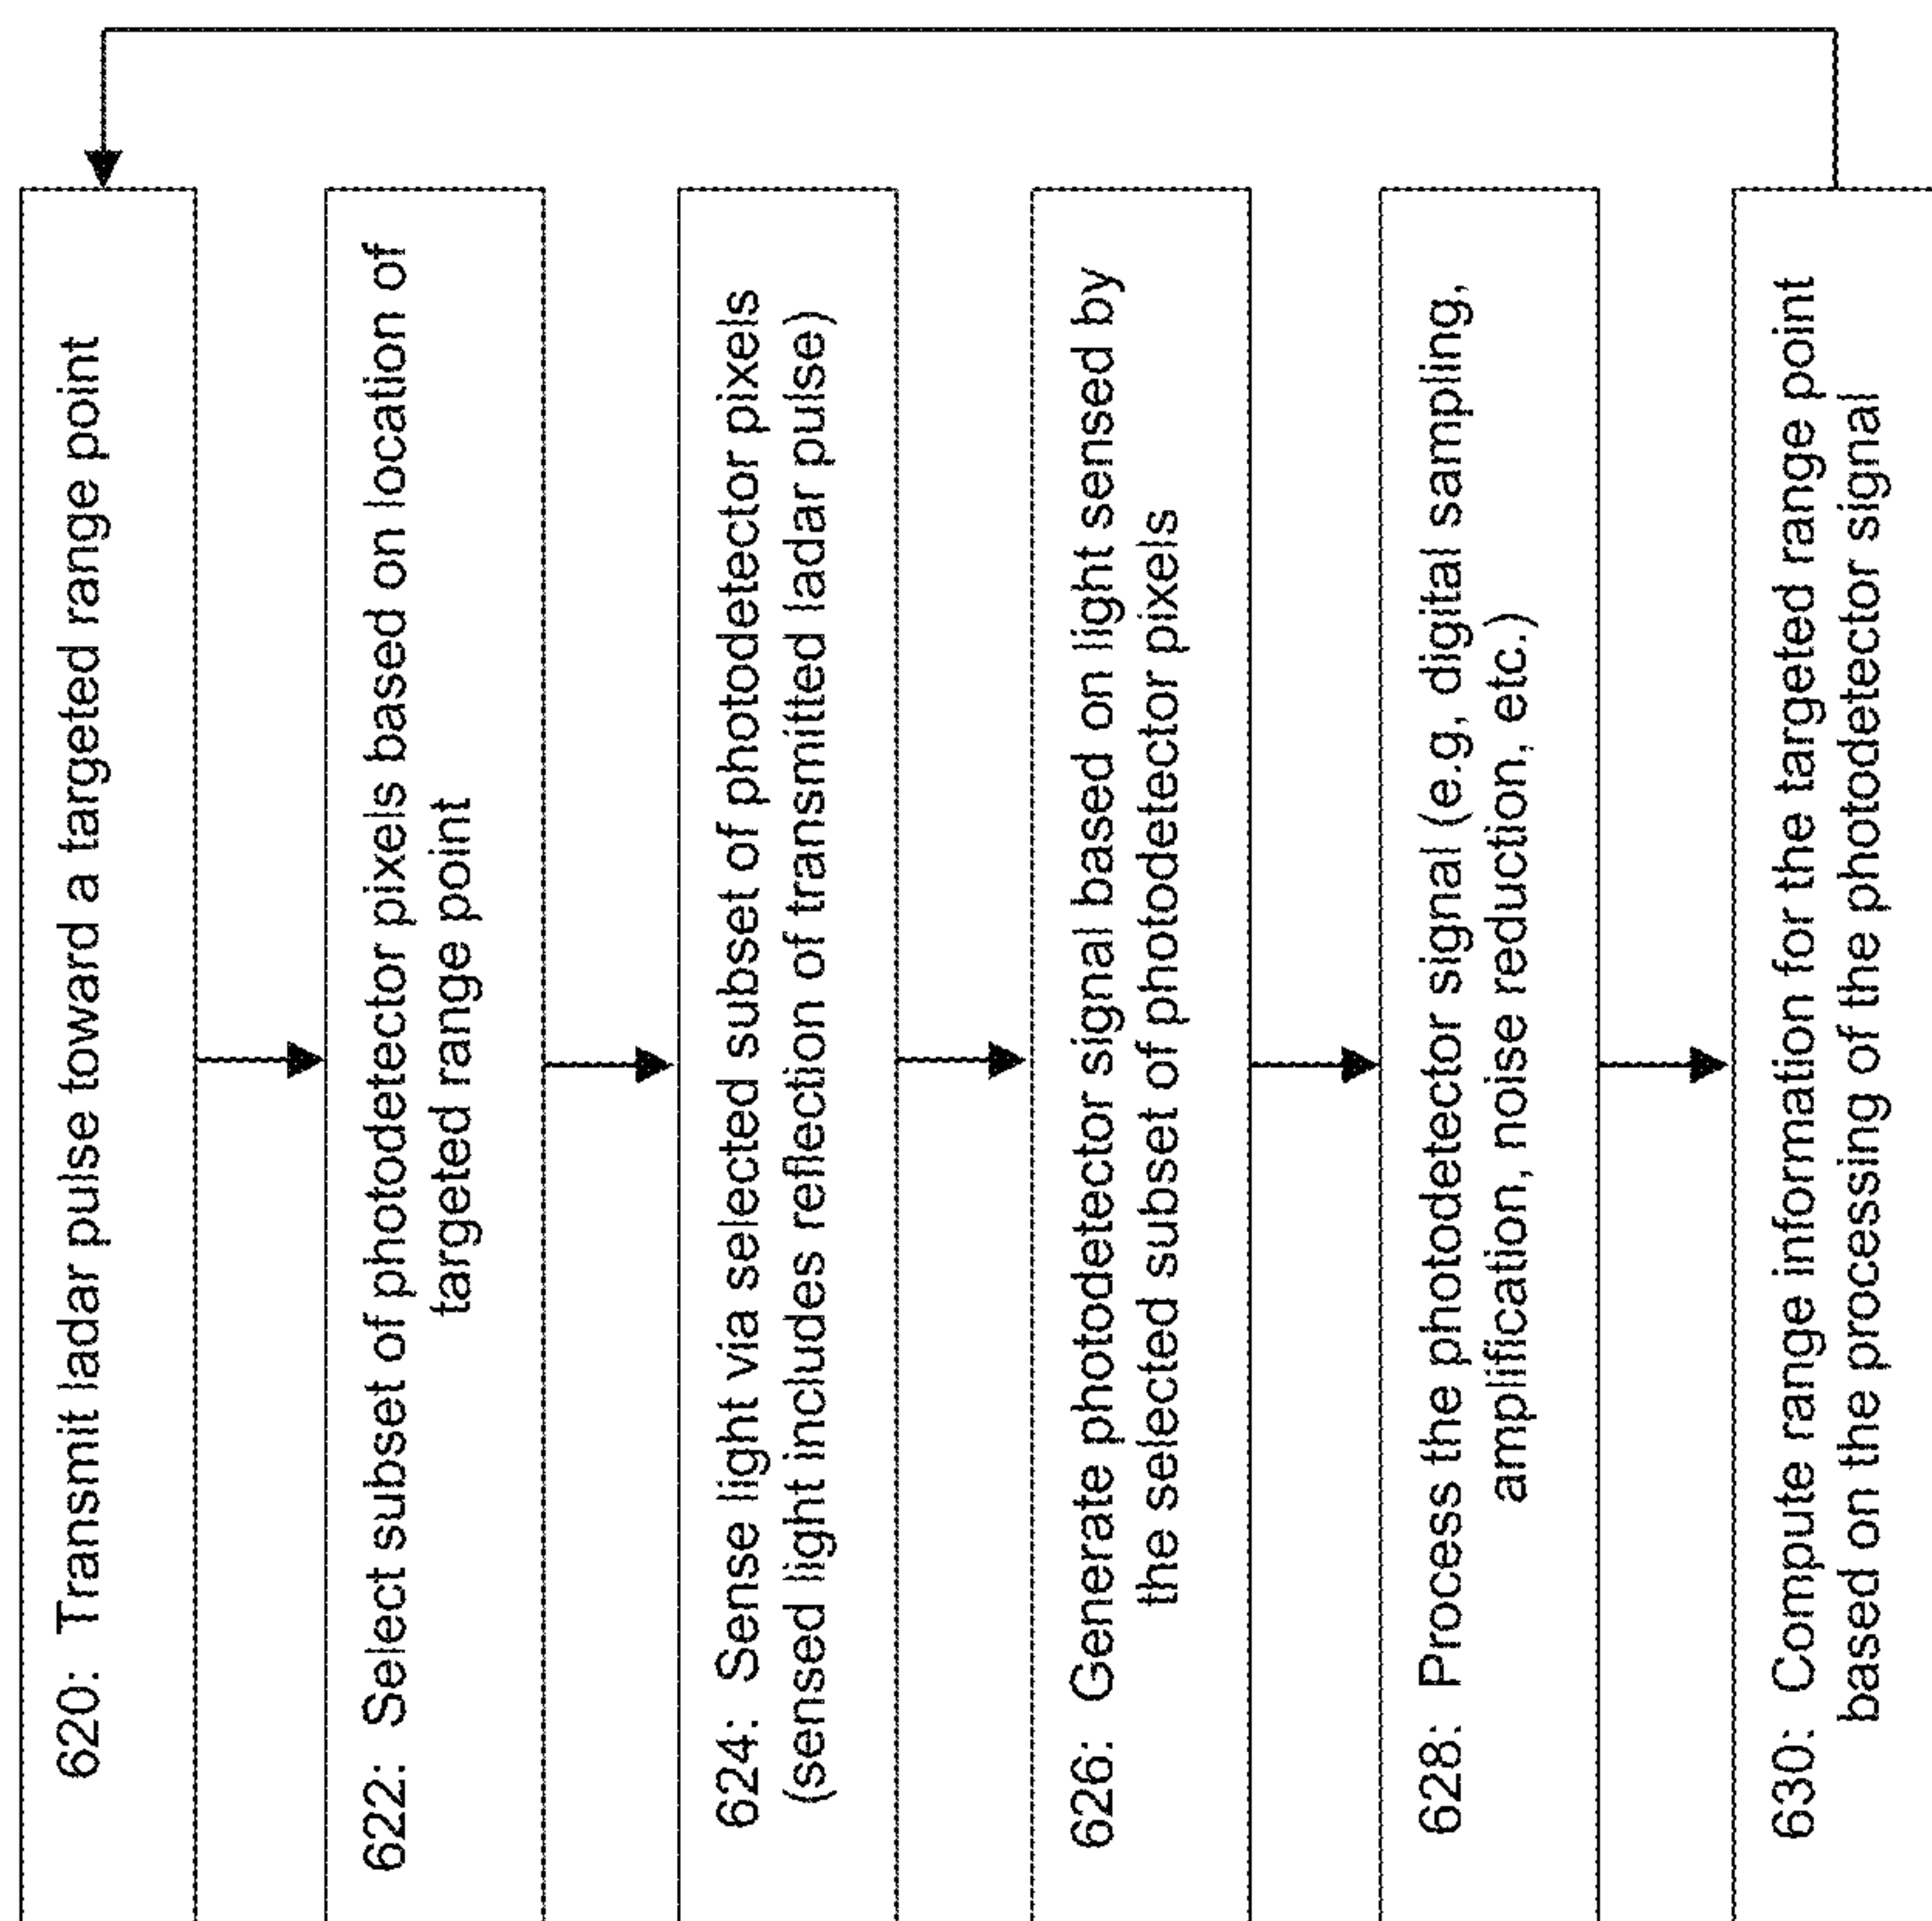 620: Transmit ladar pulse toward a targeted range point
622: Select subset of photodetector pixels based on location of
targeted range point
624: Sense light via selected subset of photodetector pixels
(sensed light includes reflection of transmitted ladar pulse)
626: Generate photodetector signal based on light sensed by
the selected subset of photodetector pixels
628: Process the photodetector signal (e.g, digital sampling,
amplification, noise reduction, etc.)
630: Compute range information for the targeted range point
based on the processing of the photodetector signal